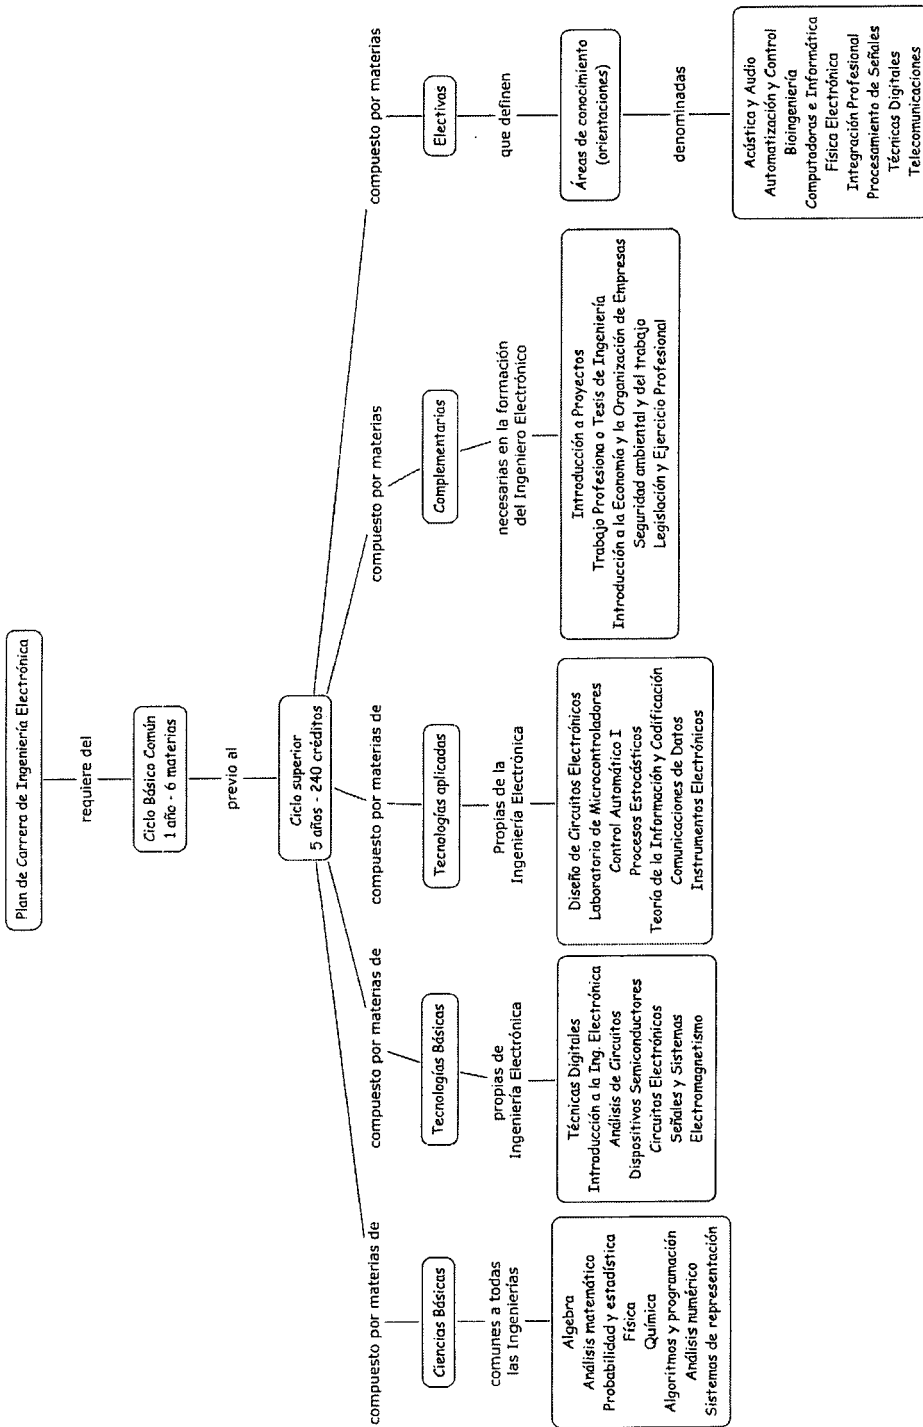 Plan de Carrera de Ingeniería Electrónica
requiere del
Ciclo Básico Común
1 año - 6 materias
previo al
Ciclo superior
5 años - 240 créditos
compuesto por materias de
Ciencias Básicas
comunes a todas
las Ingenierías
Algebra
Análisis matemático
Probabilidad y estadística
Física
Química
Algoritmos y programación
Análisis numérico
Sistemas de representación
compuesto por materias de
Tecnologías Básicas
propias de
Ingeniería Electrónica
Técnicas Digitales
Introducción a la Ing. Electrónica
Análisis de Circuitos
Dispositivos Semiconductores
Circuitos Electrónicos
Señales y Sistemas
Electromagnetismo
compuesto por materias de
Tecnologías aplicadas
Propias de la
Ingeniería Electrónica
Diseño de Circuitos Electrónicos
Laboratorio de Microcontroladores
Control Automático I
Procesos Estocósticos
Teoría de la Información y Codificación
Comunicaciones de Datos
Instrumentos Electrónicos
compuesto por materias
Complementarias
necesarias en la formación
del Ingeniero Electrónico
Introducción a Proyectos
Trabajo Profesiona o Tesis de Ingeniería
Introducción a la Economía y la Organización de Empresas
Seguridad ambiental y del trabajo
Legislación y Ejercicio Profesional
compuesto por materias
Electivas
que definen
Áreas de conocimiento
(orientaciones)
denominadas
Acústica y Audio
Automatización y Control
Bioingeniería
Computadoras e Informática
Física Electrónica
Integración Profesional
Procesamiento de Señales
Técnicas Digitales
Telecomunicaciones